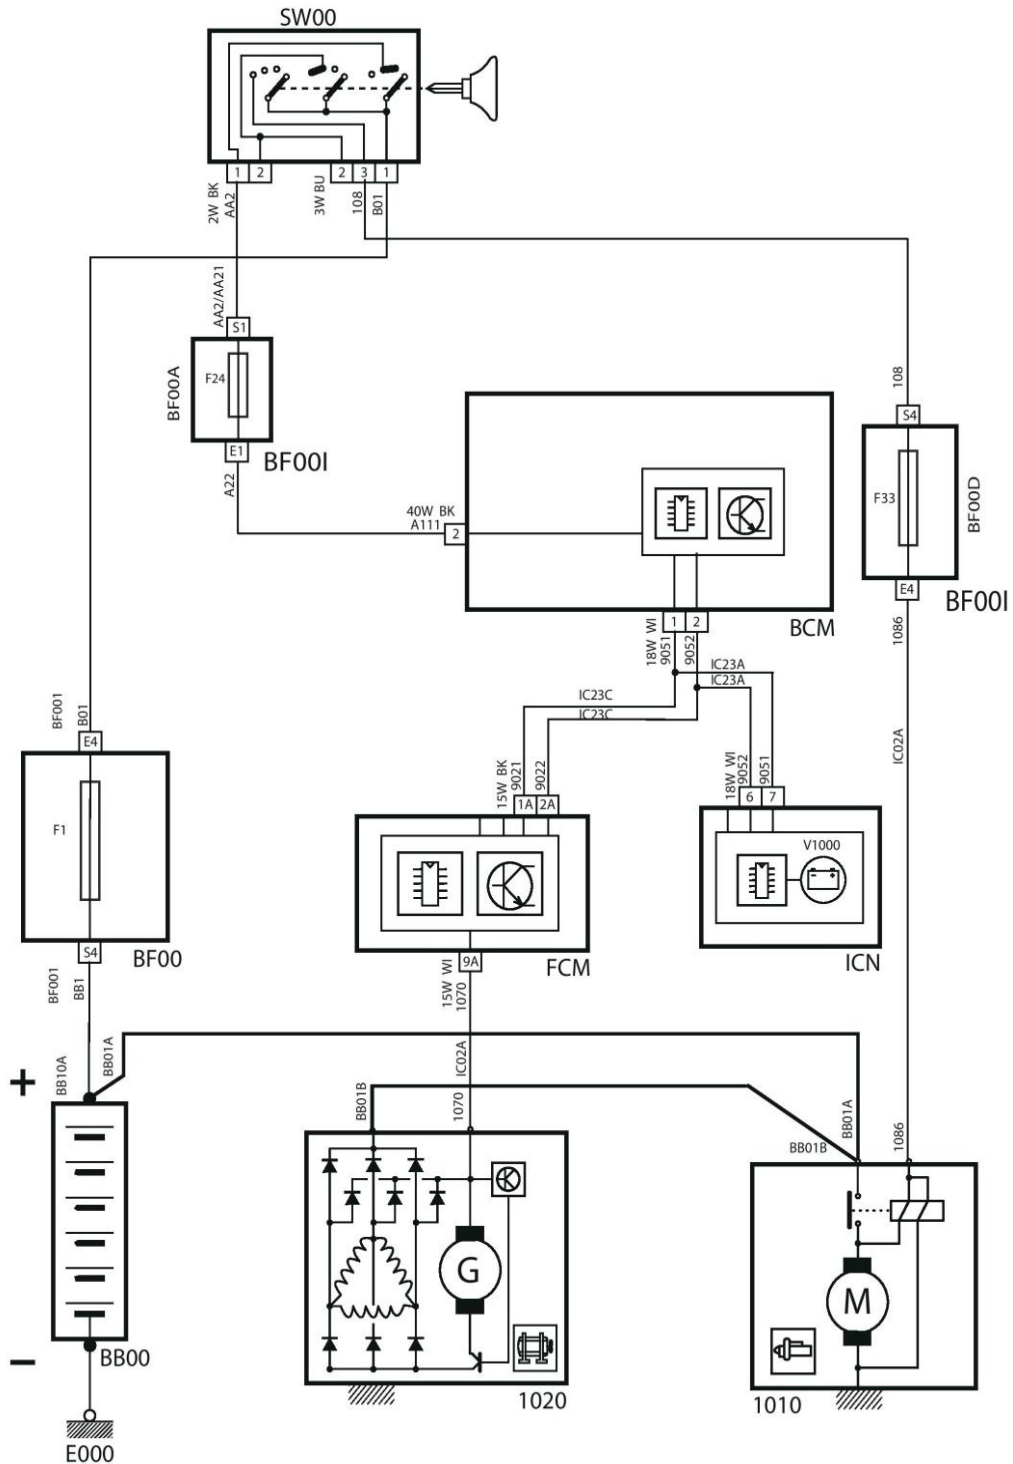 SW00
1
2
2
3
1
2W BK
AA2
3W BU
108
B01
AA2/AA21
S1
F24
BF00A
E1
BF00I
A22
40W BK
A111
2
BCM
108
S4
F33
BF00D
E4
BF00I
1086
1
2
18W WI
9051
9052
IC23A
IC23A
IC23C
IC23C
IC02A
BF001
B01
E4
F1
S4
BF00
BF001
BB1
15W BK
9021
9022
1A
2A
18W WI
9052
9051
6
7
V1000
ICN
FCM
9A
15W WI
1070
IC02A
1070
+
BB10A
BB01A
BB01B
BB01A
BB01B
1086
G
M
−
BB00
E000
1020
1010